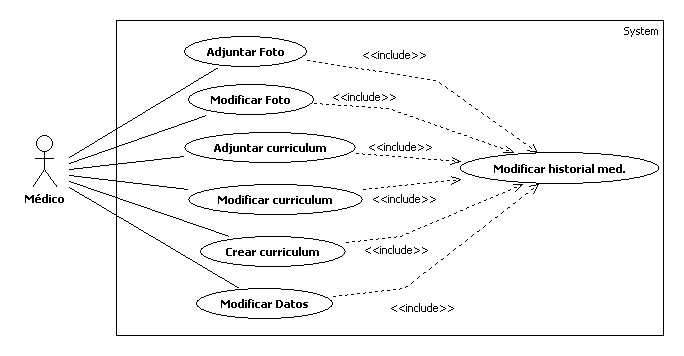 System
Adjuntar Foto
<<include>>
Modificar Foto
<<include>>
Adjuntar curriculum
<<include>>
Modificar historial med.
Médico
Modificar curriculum
<<include>>
Crear curriculum
<<include>>
Modificar Datos
<<include>>